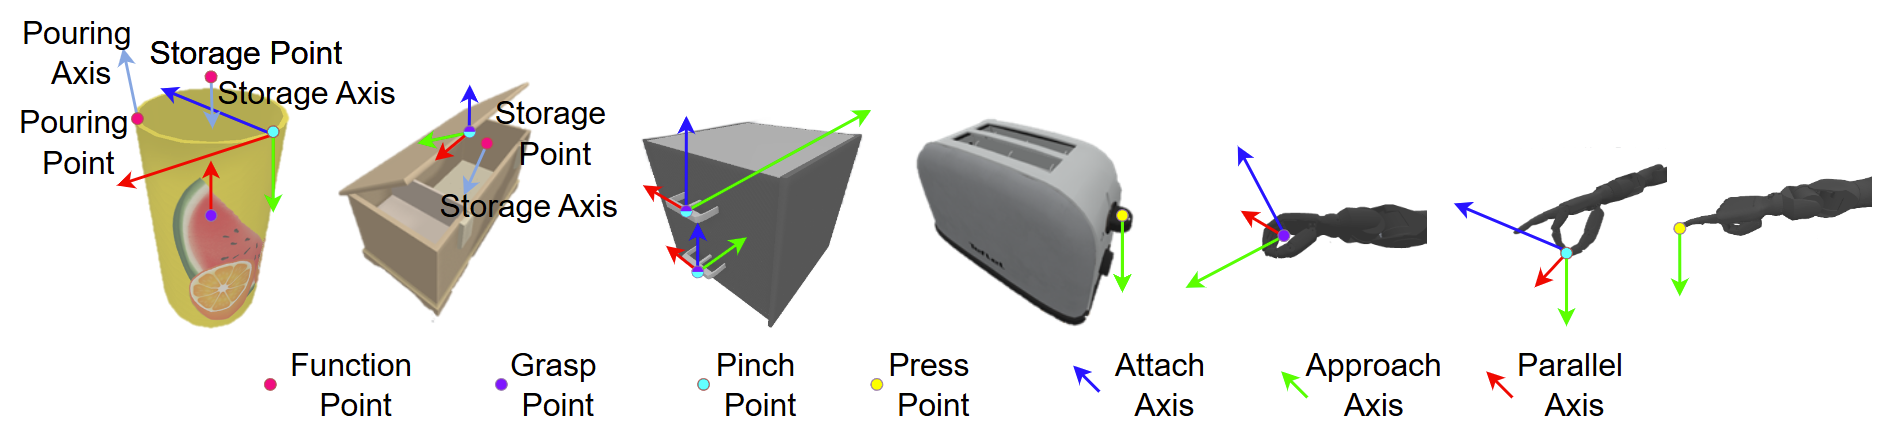 Pouring
Axis
Storage Point
Storage Axis
Pouring
Point
Storage
Point
Storage Axis
Function
Point
Grasp
Point
Pinch
Point
Press
Point
Attach
Axis
Approach
Axis
Parallel
Axis